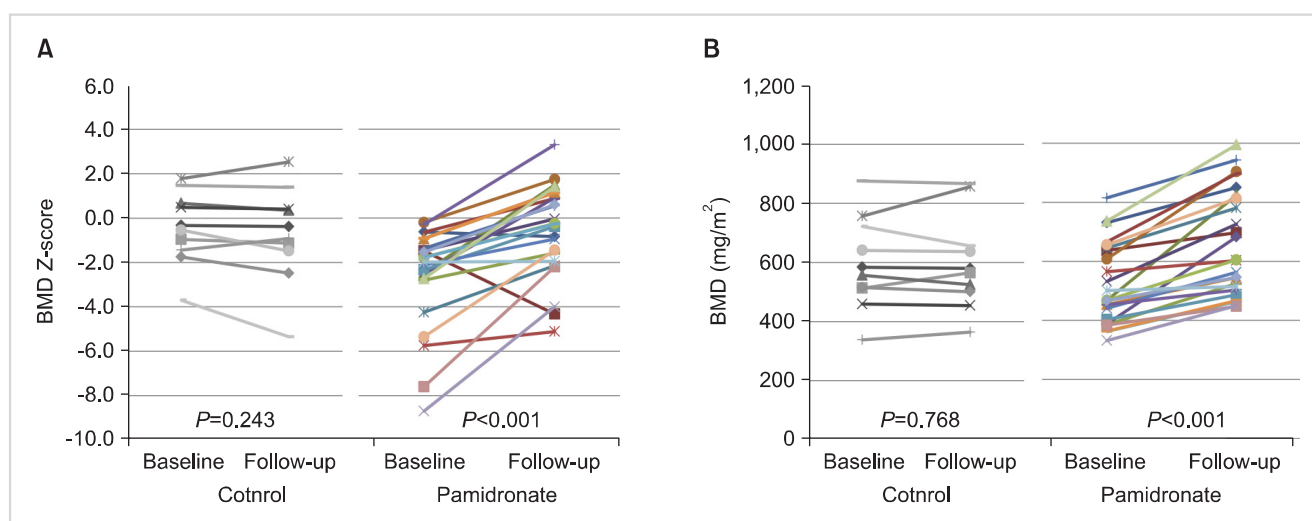 A
BMD Z-score
6.0
4.0
2.0
0.0
-2.0
-4.0
-6.0
-8.0
-10.0
P=0.243
P<0.001
Baseline Follow-up Baseline Follow-up
Cotnrol Pamidronate
B
BMD (mg/m²)
1,200
1,000
800
600
400
200
0
P=0.768
P<0.001
Baseline Follow-up Baseline Follow-up
Cotnrol Pamidronate